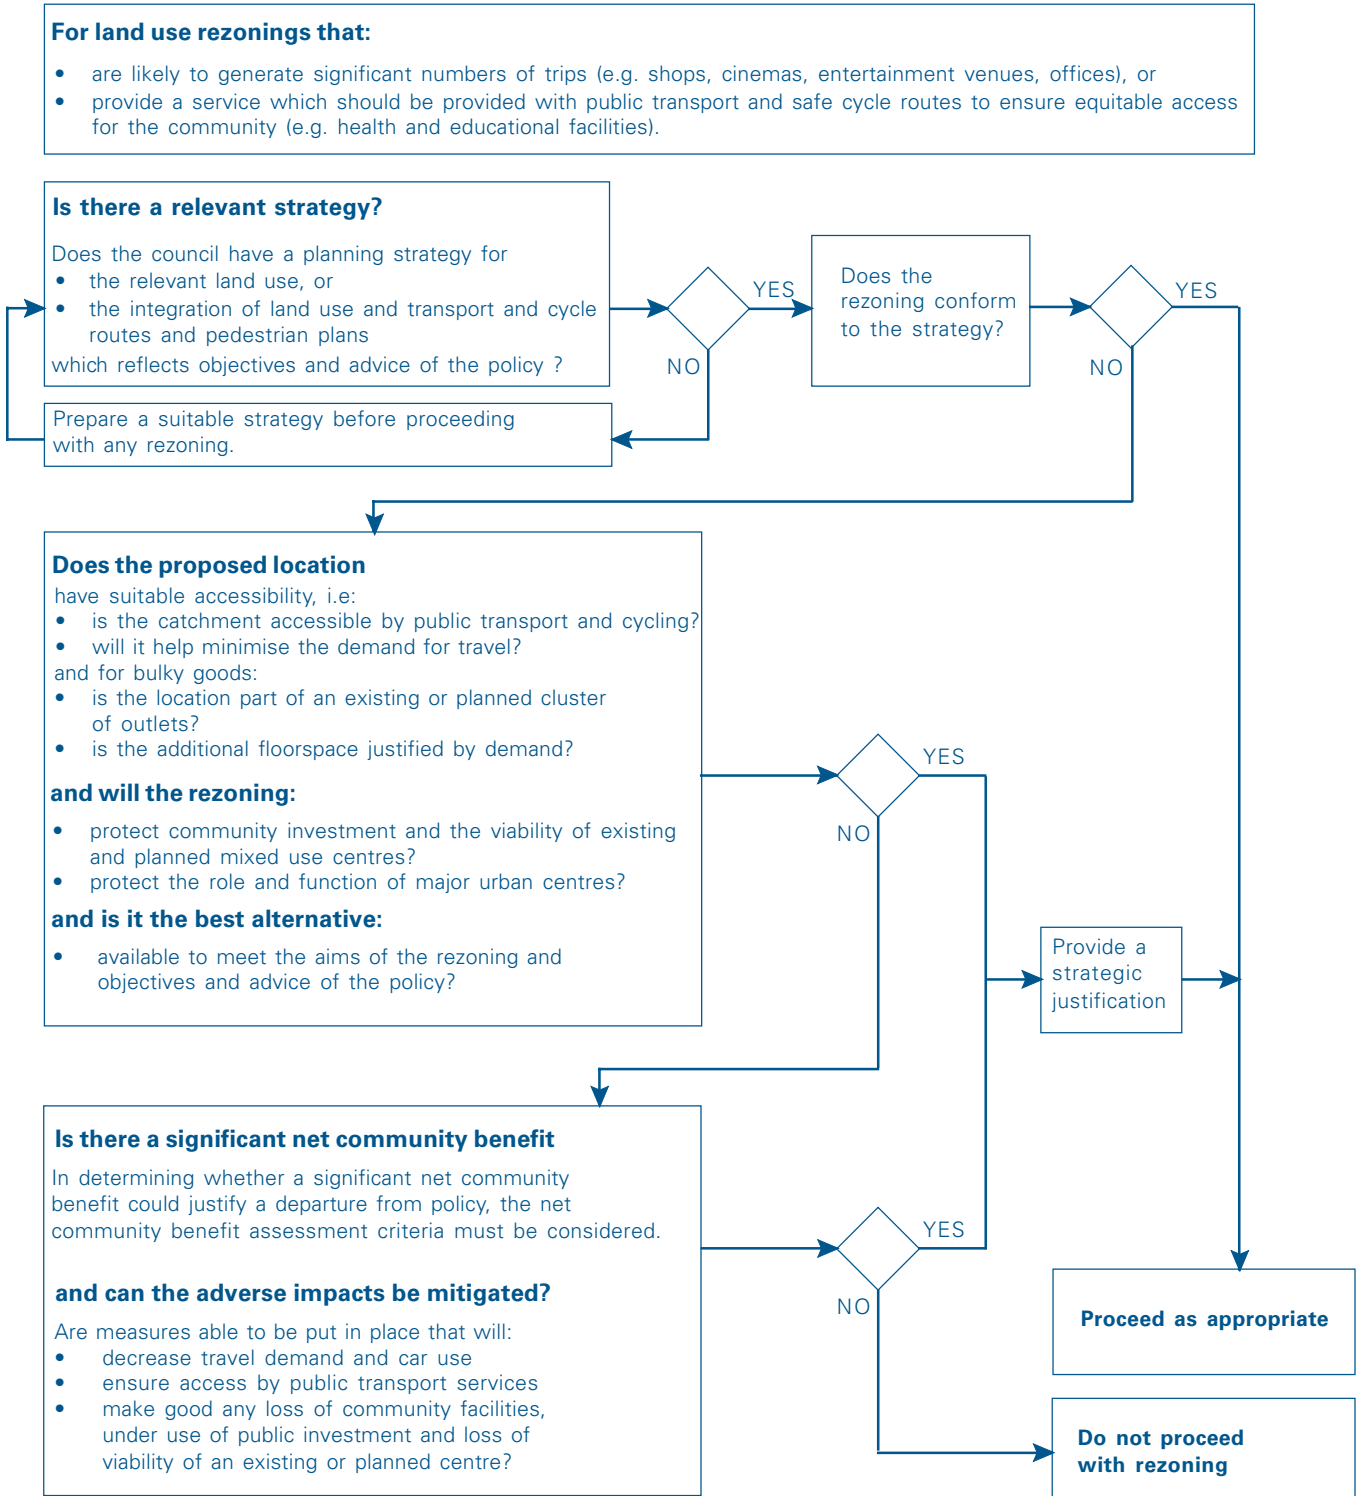 For land use rezonings that:
• are likely to generate significant numbers of trips (e.g. shops, cinemas, entertainment venues, offices), or
• provide a service which should be provided with public transport and safe cycle routes to ensure equitable access
for the community (e.g. health and educational facilities).
Is there a relevant strategy?
Does the council have a planning strategy for
• the relevant land use, or
• the integration of land use and transport and cycle
routes and pedestrian plans
which reflects objectives and advice of the policy ?
YES
NO
Prepare a suitable strategy before proceeding
with any rezoning.
Does the
rezoning conform
to the strategy?
YES
NO
Does the proposed location
have suitable accessibility, i.e:
• is the catchment accessible by public transport and cycling?
• will it help minimise the demand for travel?
and for bulky goods:
• is the location part of an existing or planned cluster
of outlets?
• is the additional floorspace justified by demand?
and will the rezoning:
• protect community investment and the viability of existing
and planned mixed use centres?
• protect the role and function of major urban centres?
and is it the best alternative:
• available to meet the aims of the rezoning and
objectives and advice of the policy?
YES
NO
Provide a
strategic
justification
Is there a significant net community benefit
In determining whether a significant net community
benefit could justify a departure from policy, the net
community benefit assessment criteria must be considered.
and can the adverse impacts be mitigated?
Are measures able to be put in place that will:
• decrease travel demand and car use
• ensure access by public transport services
• make good any loss of community facilities,
under use of public investment and loss of
viability of an existing or planned centre?
YES
NO
Proceed as appropriate
Do not proceed
with rezoning